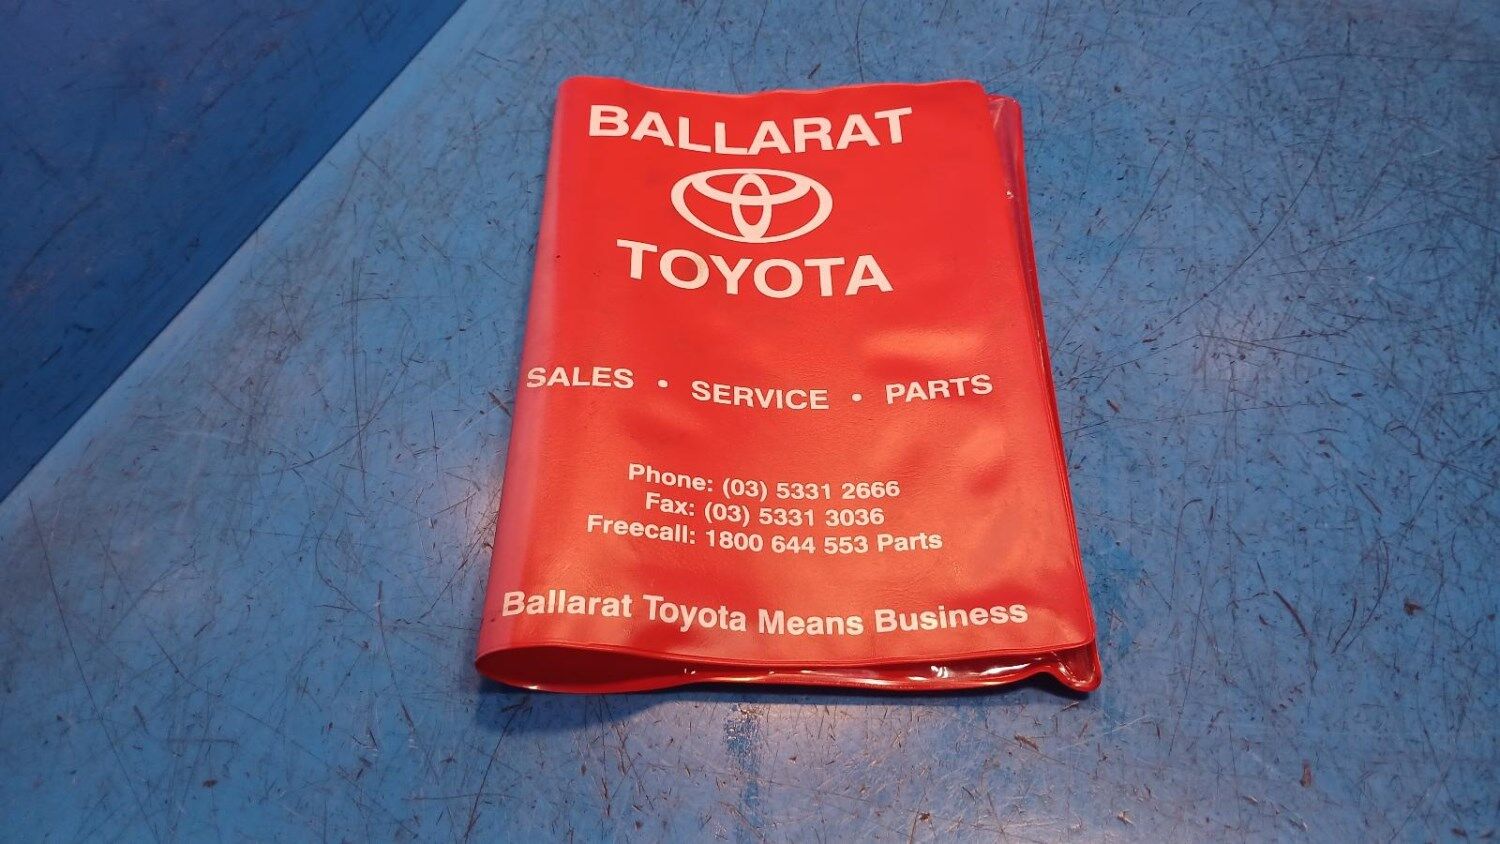 BALLARAT
TOYOTA
SALES • SERVICE • PARTS
Phone: (03) 5331 2666
Fax: (03) 5331 3036
Freecall: 1800 644 553 Parts
Ballarat Toyota Means Business